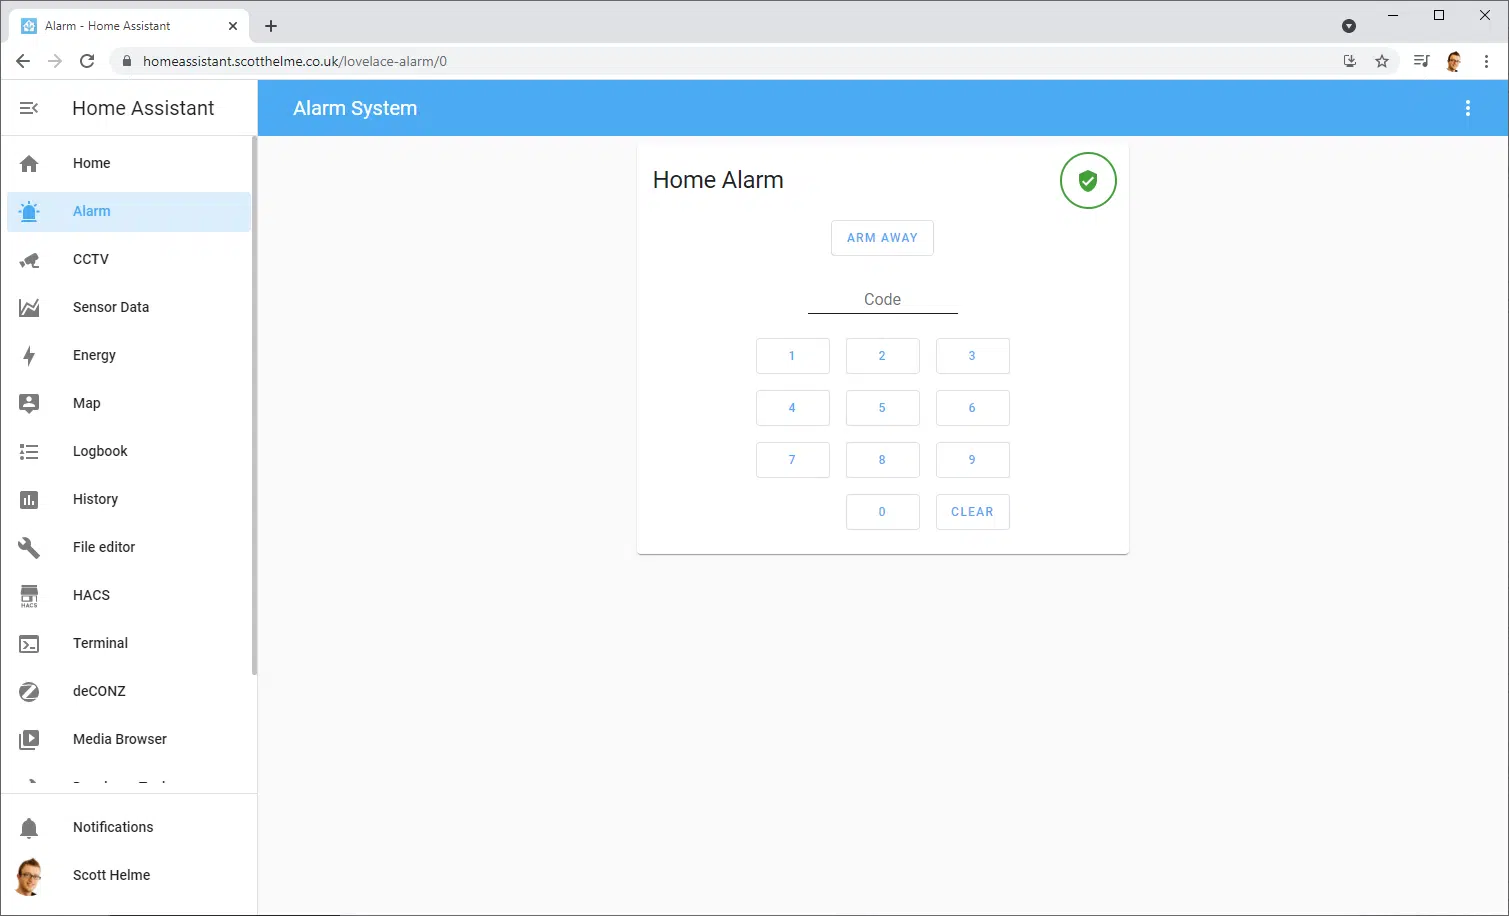 Alarm - Home Assistant
homeassistant.scotthelme.co.uk/lovelace-alarm/0
Home Assistant
Alarm System
Home
Alarm
CCTV
Sensor Data
Energy
Map
Logbook
History
File editor
HACS
HACS
Terminal
deCONZ
Media Browser
Notifications
Scott Helme
Home Alarm
ARM AWAY
Code
1 2 3
4 5 6
7 8 9
0 CLEAR